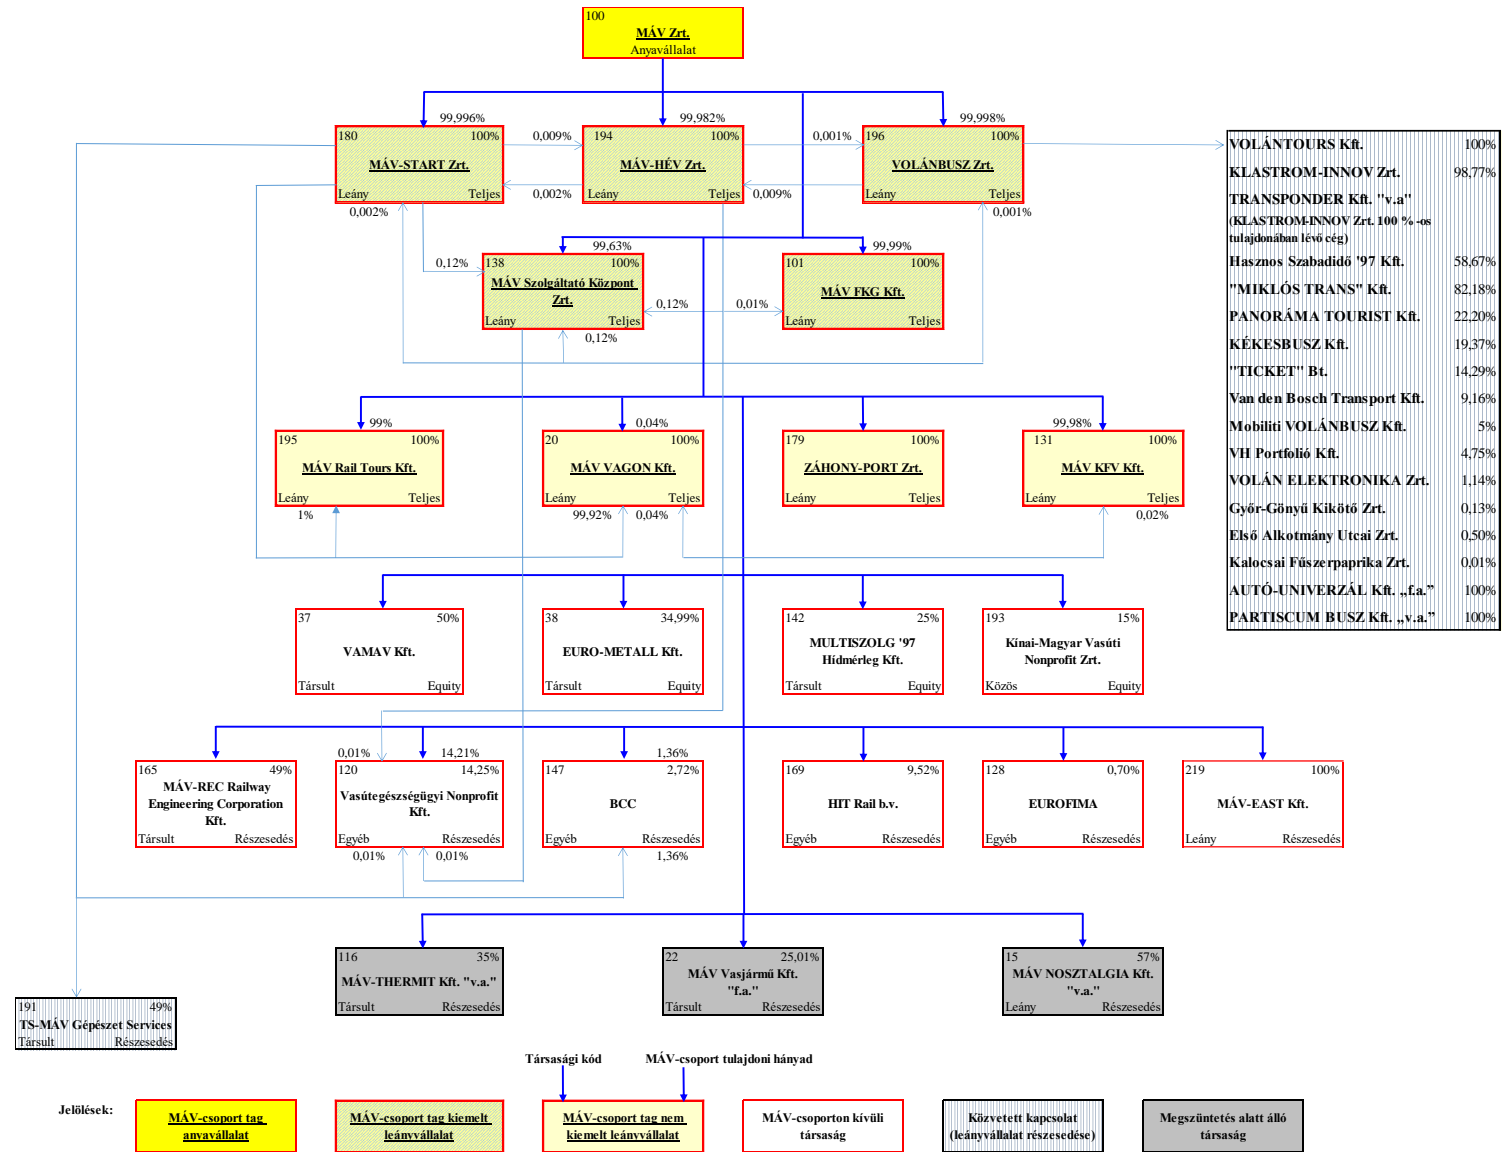 100
MÁV Zrt.
Anyavállalat
99,996%
99,982%
99,998%
180 100%
MÁV-START Zrt.
Leány Teljes
0,009%
0,002%
194 100%
MÁV-HÉV Zrt.
Leány Teljes
0,001%
0,009%
196 100%
VOLÁNBUSZ Zrt.
Leány Teljes
0,002%
0,001%
VOLÁNTOURS Kft. 100%
KLASTROM-INNOV Zrt. 98,77%
TRANSPONDER Kft. "v.a"
(KLASTROM-INNOV Zrt. 100 % -os
tulajdonában lévő cég)
Hasznos Szabadidő '97 Kft. 58,67%
"MIKLÓS TRANS" Kft. 82,18%
PANORÁMA TOURIST Kft. 22,20%
KÉKESBUSZ Kft. 19,37%
"TICKET" Bt. 14,29%
Van den Bosch Transport Kft. 9,16%
Mobiliti VOLÁNBUSZ Kft. 5%
VH Portfolió Kft. 4,75%
VOLÁN ELEKTRONIKA Zrt. 1,14%
Győr-Gönyű Kikötő Zrt. 0,13%
Első Alkotmány Utcai Zrt. 0,50%
Kalocsai Fűszerpaprika Zrt. 0,01%
AUTÓ-UNIVERZÁL Kft. „f.a.” 100%
PARTISCUM BUSZ Kft. „v.a.” 100%
99,63%
99,99%
0,12%
138 100%
MÁV Szolgáltató Központ
Zrt.
Leány Teljes
0,12%
0,12%
0,01%
101 100%
MÁV FKG Kft.
Leány Teljes
99%
0,04%
99,98%
195 100%
MÁV Rail Tours Kft.
Leány Teljes
1%
20 100%
MÁV VAGON Kft.
Leány Teljes
99,92%
0,04%
179 100%
ZÁHONY-PORT Zrt.
Leány Teljes
131 100%
MÁV KFV Kft.
Leány Teljes
0,02%
37 50%
VAMAV Kft.
Társult Equity
38 34,99%
EURO-METALL Kft.
Társult Equity
142 25%
MULTISZOLG '97
Hídmérleg Kft.
Társult Equity
193 15%
Kínai-Magyar Vasúti
Nonprofit Zrt.
Közös Equity
0,01%
14,21%
1,36%
165 49%
MÁV-REC Railway
Engineering Corporation
Kft.
Társult Részesedés
120 14,25%
Vasútegészségügyi Nonprofit
Kft.
Egyéb Részesedés
0,01%
0,01%
147 2,72%
BCC
Egyéb Részesedés
1,36%
169 9,52%
HIT Rail b.v.
Egyéb Részesedés
128 0,70%
EUROFIMA
Egyéb Részesedés
219 100%
MÁV-EAST Kft.
Leány Részesedés
116 35%
MÁV-THERMIT Kft. "v.a."
Társult Részesedés
22 25,01%
MÁV Vasjármű Kft.
"f.a."
Társult Részesedés
15 57%
MÁV NOSZTALGIA Kft.
"v.a."
Leány Részesedés
191 49%
TS-MÁV Gépészet Services
Társult Részesedés
Társasági kód
MÁV-csoport tulajdoni hányad
Jelölések:
MÁV-csoport tag
anyavállalat
MÁV-csoport tag kiemelt
leányvállalat
MÁV-csoport tag nem
kiemelt leányvállalat
MÁV-csoporton kívüli
társaság
Közvetett kapcsolat
(leányvállalat részesedése)
Megszüntetés alatt álló
társaság